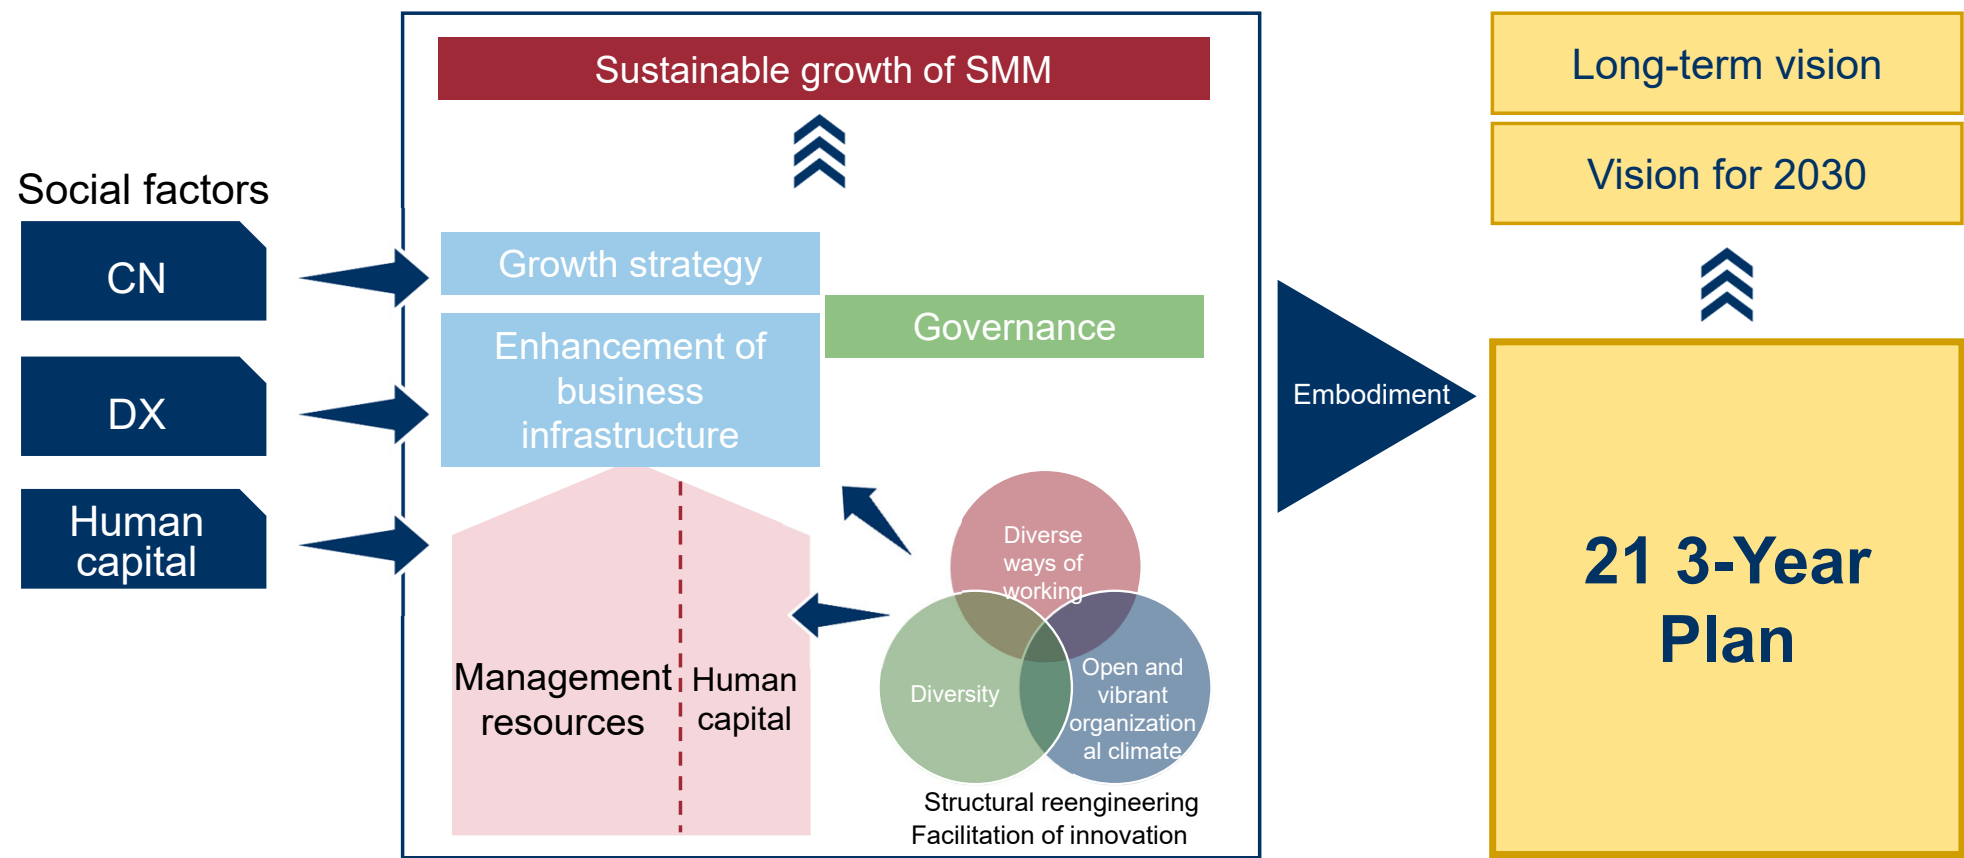 Social factors
CN
DX
Human
capital
Sustainable growth of SMM
Growth strategy
Enhancement of
business
infrastructure
Governance
Management
resources
Human
capital
Diverse
ways of
working
Diversity
Open and
vibrant
organization
al climate
Structural reengineering
Facilitation of innovation
Embodiment
Long-term vision
Vision for 2030
21 3-Year
Plan